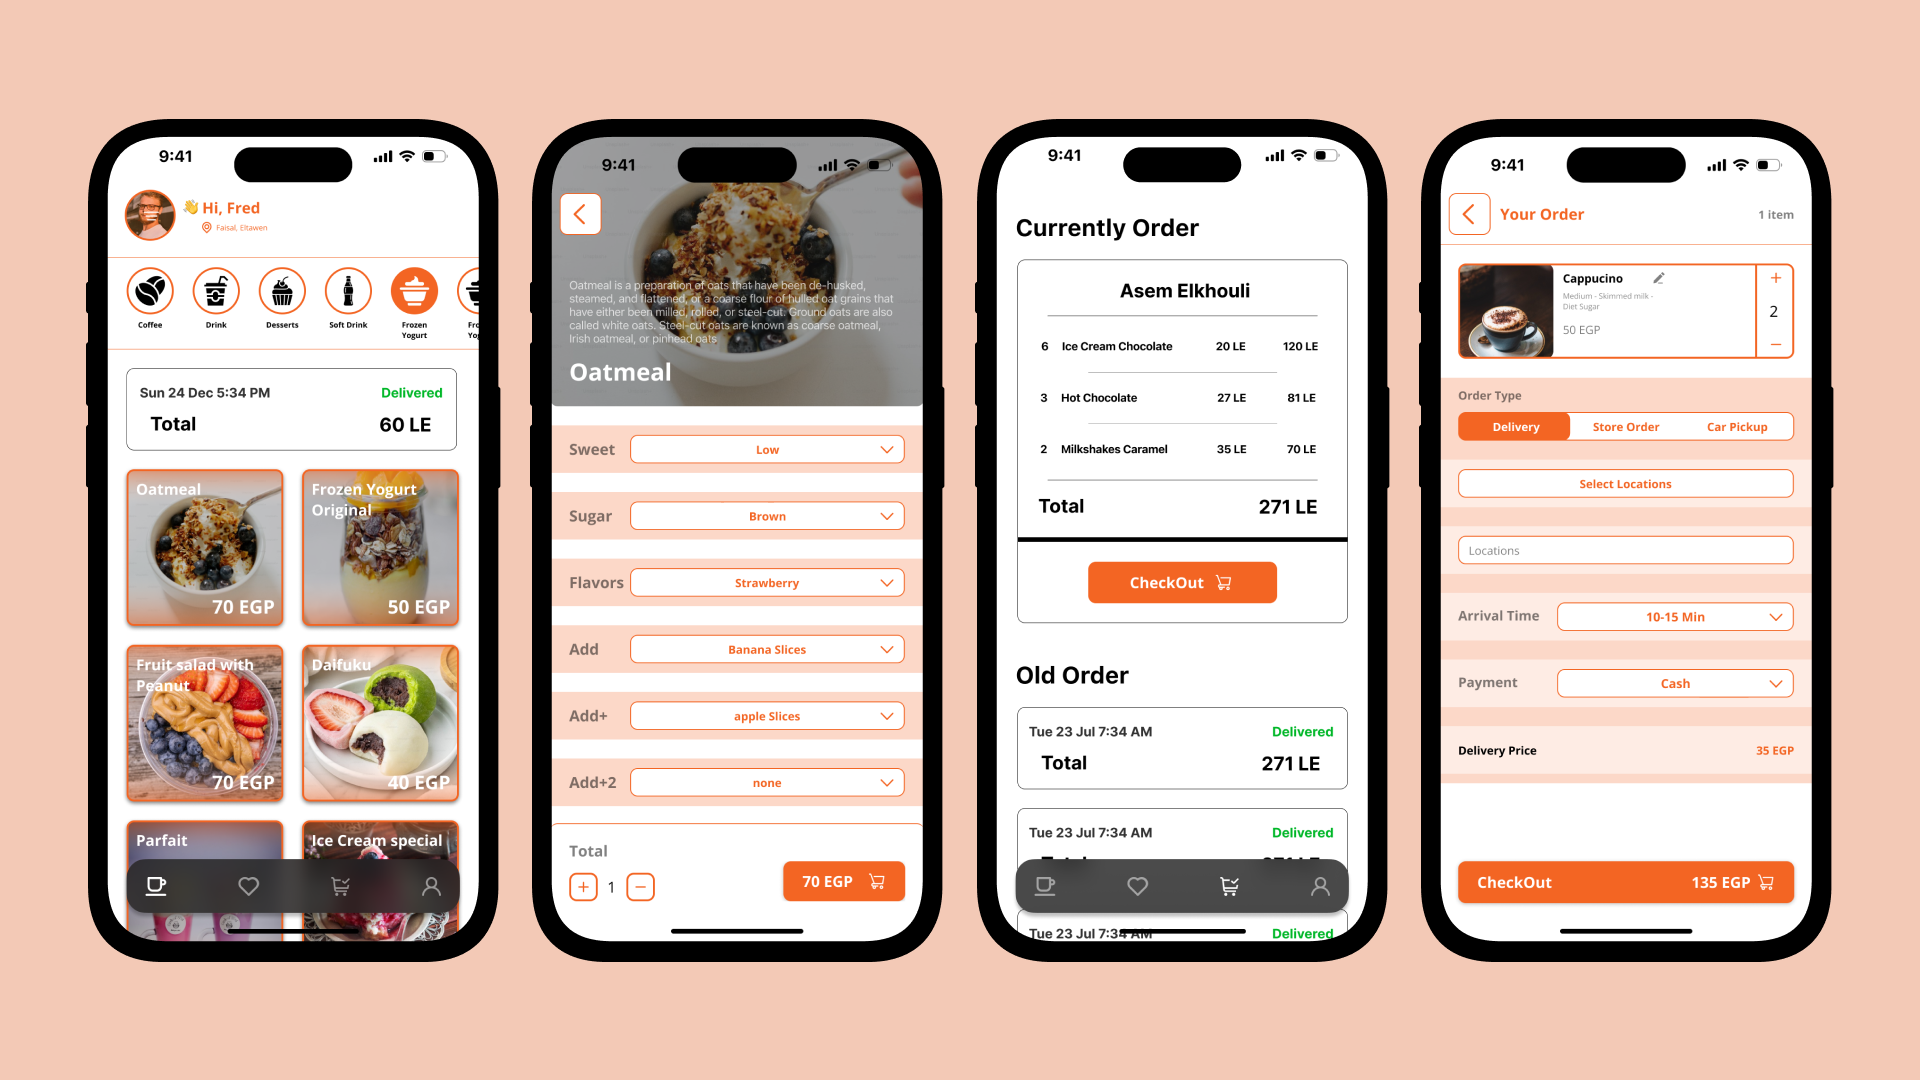 9:41
👋 Hi, Fred
Faisal, Eltawen
Coffee
Drink
Desserts
Soft Drink
Frozen
Yogurt
Fro
Yo
Sun 24 Dec 5:34 PM
Delivered
Total
60 LE
Oatmeal
70 EGP
Frozen Yogurt
Original
50 EGP
Fruit salad with
Peanut
70 EGP
Daifuku
40 EGP
Parfait
Ice Cream special
9:41
Oatmeal is a preparation of oats that have been de-husked,
steamed, and flattened, or a coarse flour of hulled oat grains that
have either been milled, rolled, or steel-cut. Ground oats are also
called white oats. Steel-cut oats are known as coarse oatmeal,
Irish oatmeal, or pinhead oats
Oatmeal
Sweet
Low
Sugar
Brown
Flavors
Strawberry
Add
Banana Slices
Add+
apple Slices
Add+2
none
Total
+ 1 −
70 EGP
9:41
Currently Order
Asem Elkhouli
6 Ice Cream Chocolate 20 LE 120 LE
3 Hot Chocolate 27 LE 81 LE
2 Milkshakes Caramel 35 LE 70 LE
Total 271 LE
CheckOut
Old Order
Tue 23 Jul 7:34 AM Delivered
Total 271 LE
Tue 23 Jul 7:34 AM Delivered
Total 271 LE
Tue 23 Jul 7:34 AM Delivered
9:41
Your Order
1 item
Cappucino
Medium - Skimmed milk -
Diet Sugar
50 EGP
+
2
−
Order Type
Delivery
Store Order
Car Pickup
Select Locations
Locations
Arrival Time
10-15 Min
Payment
Cash
Delivery Price
35 EGP
CheckOut
135 EGP